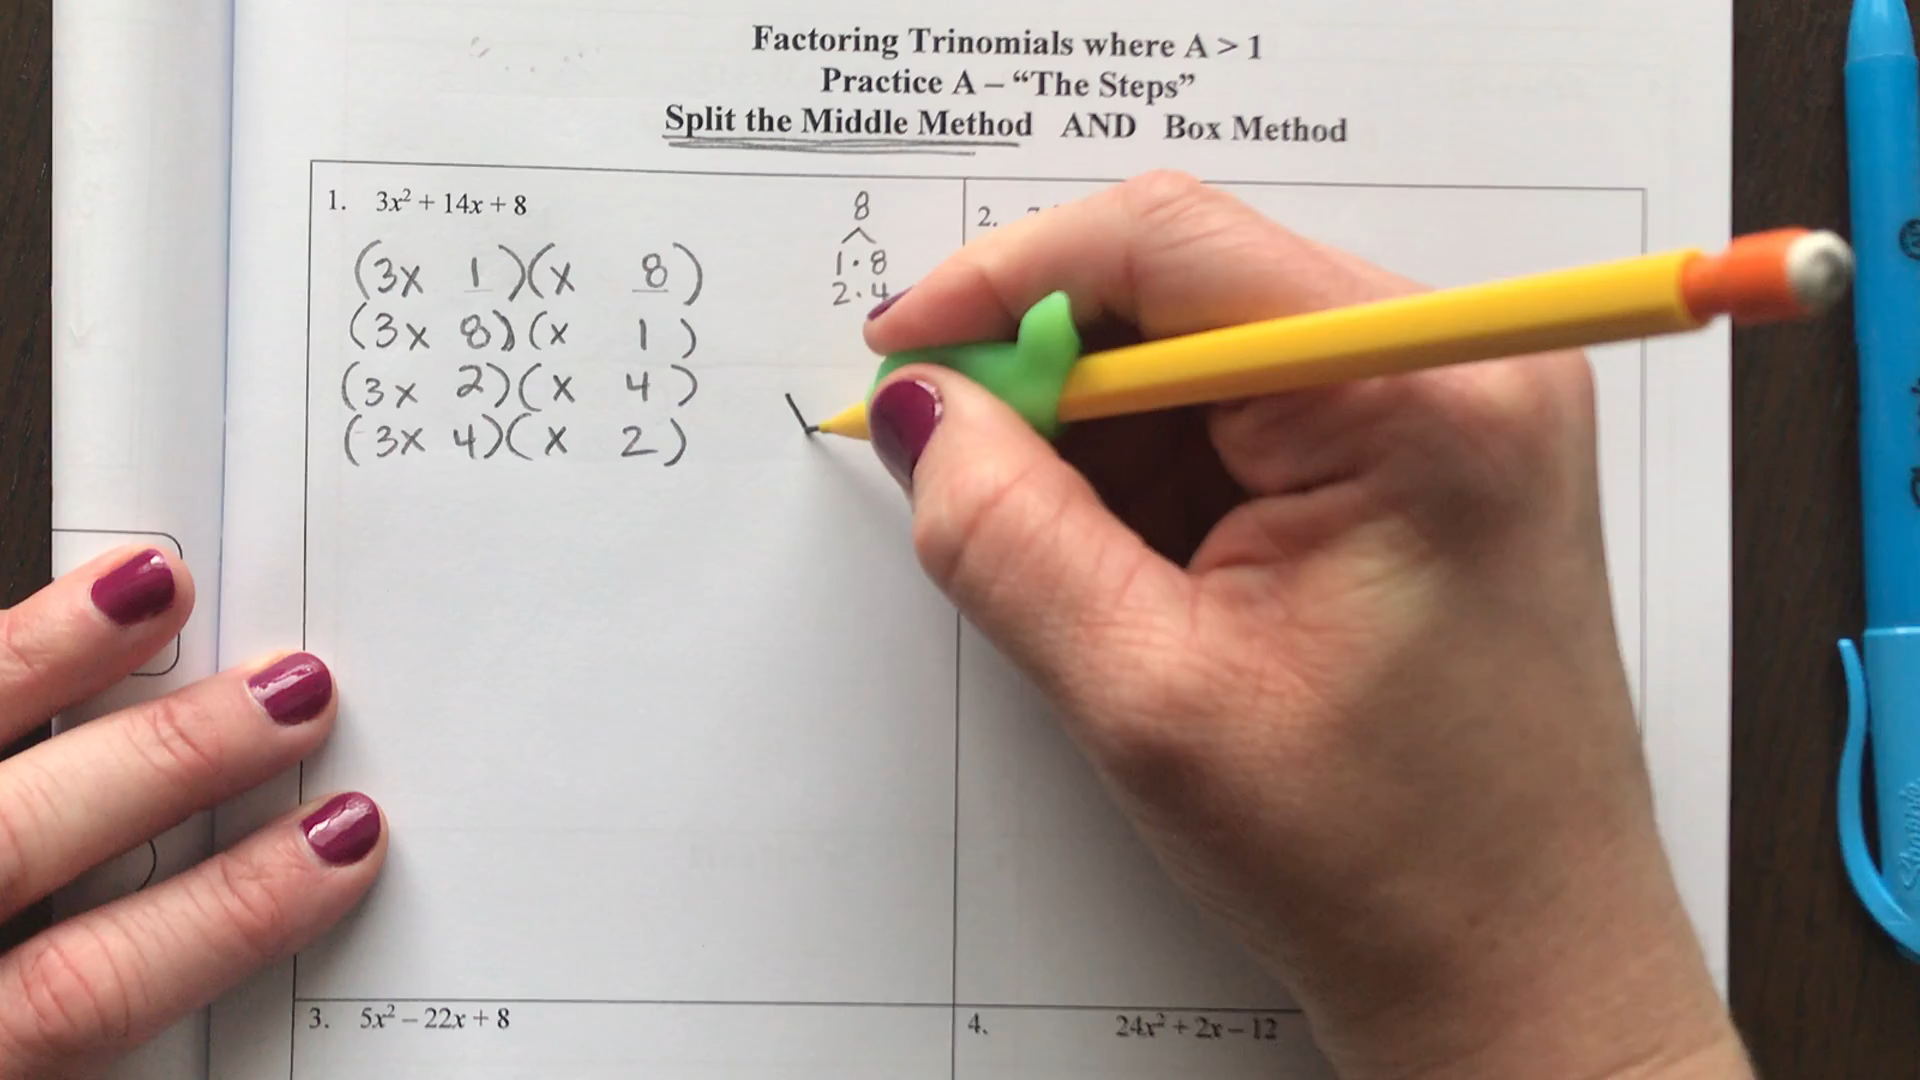 Factoring Trinomials where A > 1
Practice A – “The Steps”
Split the Middle Method AND Box Method
1. 3x² + 14x + 8
8
1·8
2·4
(3x 1)(x 8)
(3x 8)(x 1)
(3x 2)(x 4)
(3x 4)(x 2)
2.
3. 5x² – 22x + 8
4. 24x² + 2x – 12